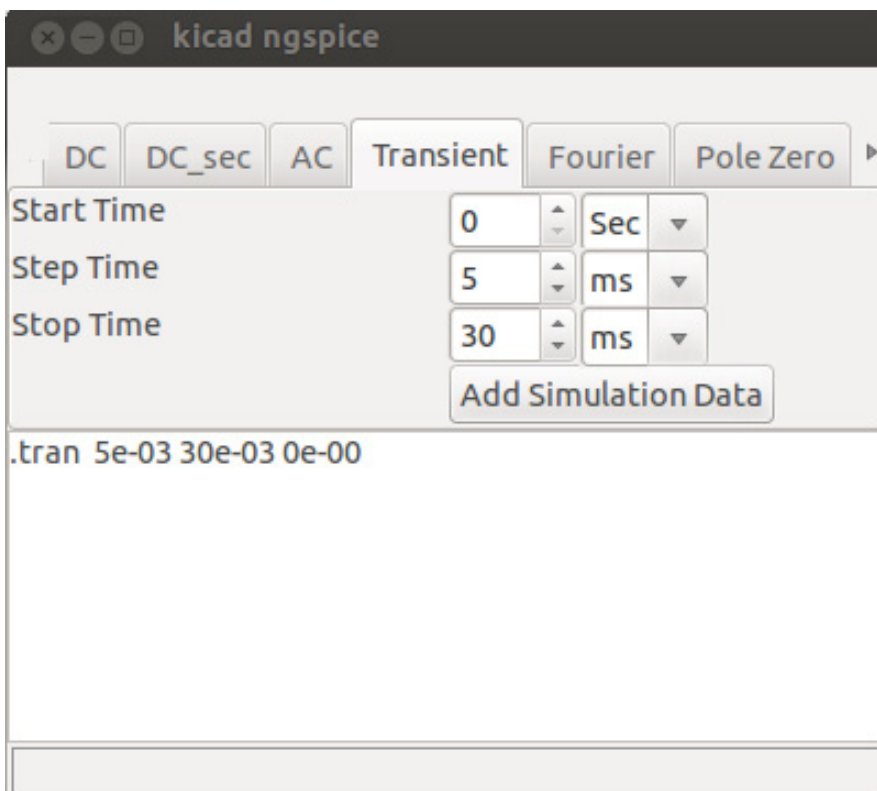 kicad ngspice
DC DC_sec AC Transient Fourier Pole Zero
Start Time 0 Sec
Step Time 5 ms
Stop Time 30 ms
Add Simulation Data
.tran 5e-03 30e-03 0e-00